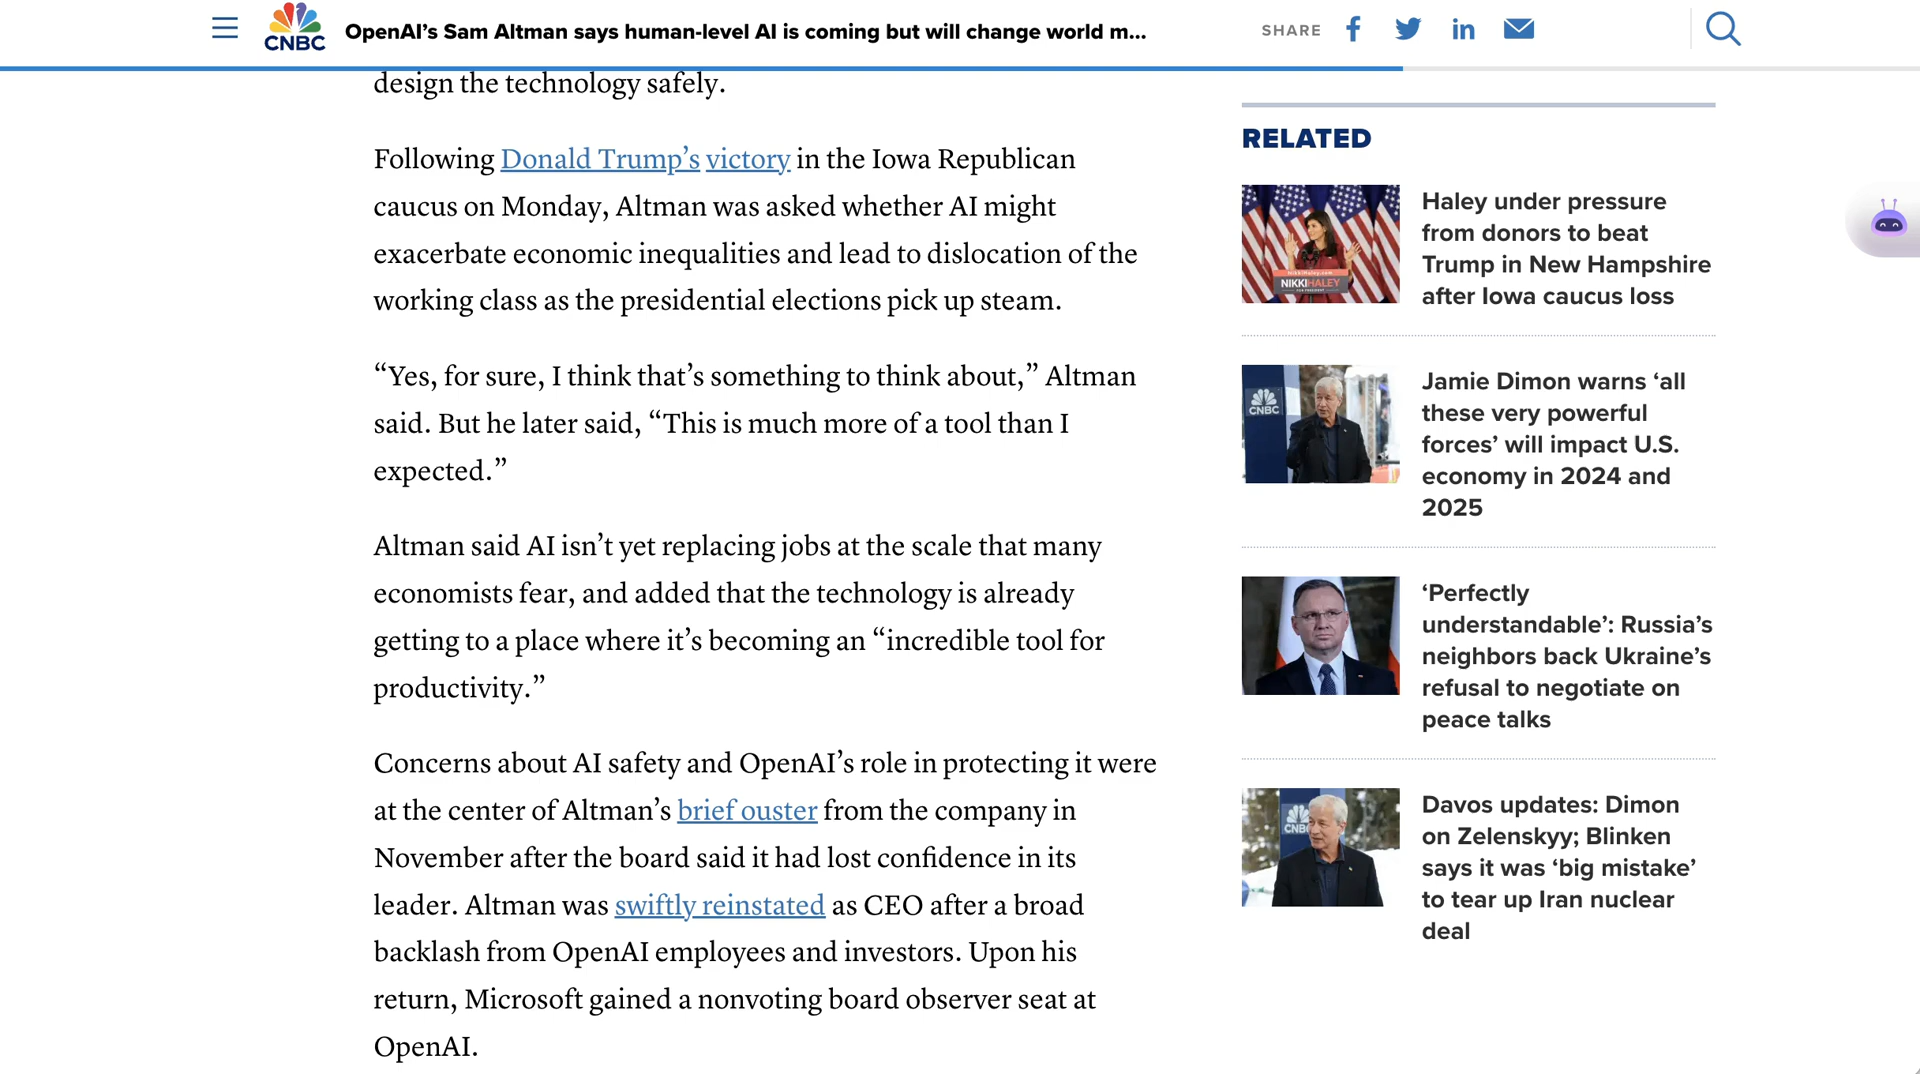 CNBC
OpenAI’s Sam Altman says human-level AI is coming but will change world m...
SHARE
design the technology safely.
Following Donald Trump’s victory in the Iowa Republican
caucus on Monday, Altman was asked whether AI might
exacerbate economic inequalities and lead to dislocation of the
working class as the presidential elections pick up steam.
“Yes, for sure, I think that’s something to think about,” Altman
said. But he later said, “This is much more of a tool than I
expected.”
Altman said AI isn’t yet replacing jobs at the scale that many
economists fear, and added that the technology is already
getting to a place where it’s becoming an “incredible tool for
productivity.”
Concerns about AI safety and OpenAI’s role in protecting it were
at the center of Altman’s brief ouster from the company in
November after the board said it had lost confidence in its
leader. Altman was swiftly reinstated as CEO after a broad
backlash from OpenAI employees and investors. Upon his
return, Microsoft gained a nonvoting board observer seat at
OpenAI.
RELATED
NikkiHaley.com
NIKKI HALEY
Haley under pressure
from donors to beat
Trump in New Hampshire
after Iowa caucus loss
CNBC
Jamie Dimon warns ‘all
these very powerful
forces’ will impact U.S.
economy in 2024 and
2025
‘Perfectly
understandable’: Russia’s
neighbors back Ukraine’s
refusal to negotiate on
peace talks
CNBC
Davos updates: Dimon
on Zelenskyy; Blinken
says it was ‘big mistake’
to tear up Iran nuclear
deal